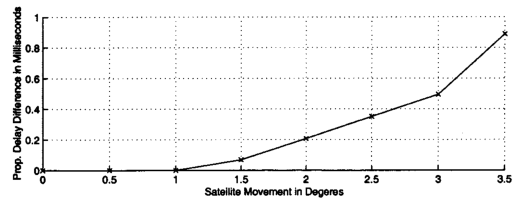 Prop. Delay Difference in Milliseconds
1
0.8
0.6
0.4
0.2
0
0 0.5 1 1.5 2 2.5 3 3.5
Satellite Movement in Degeres